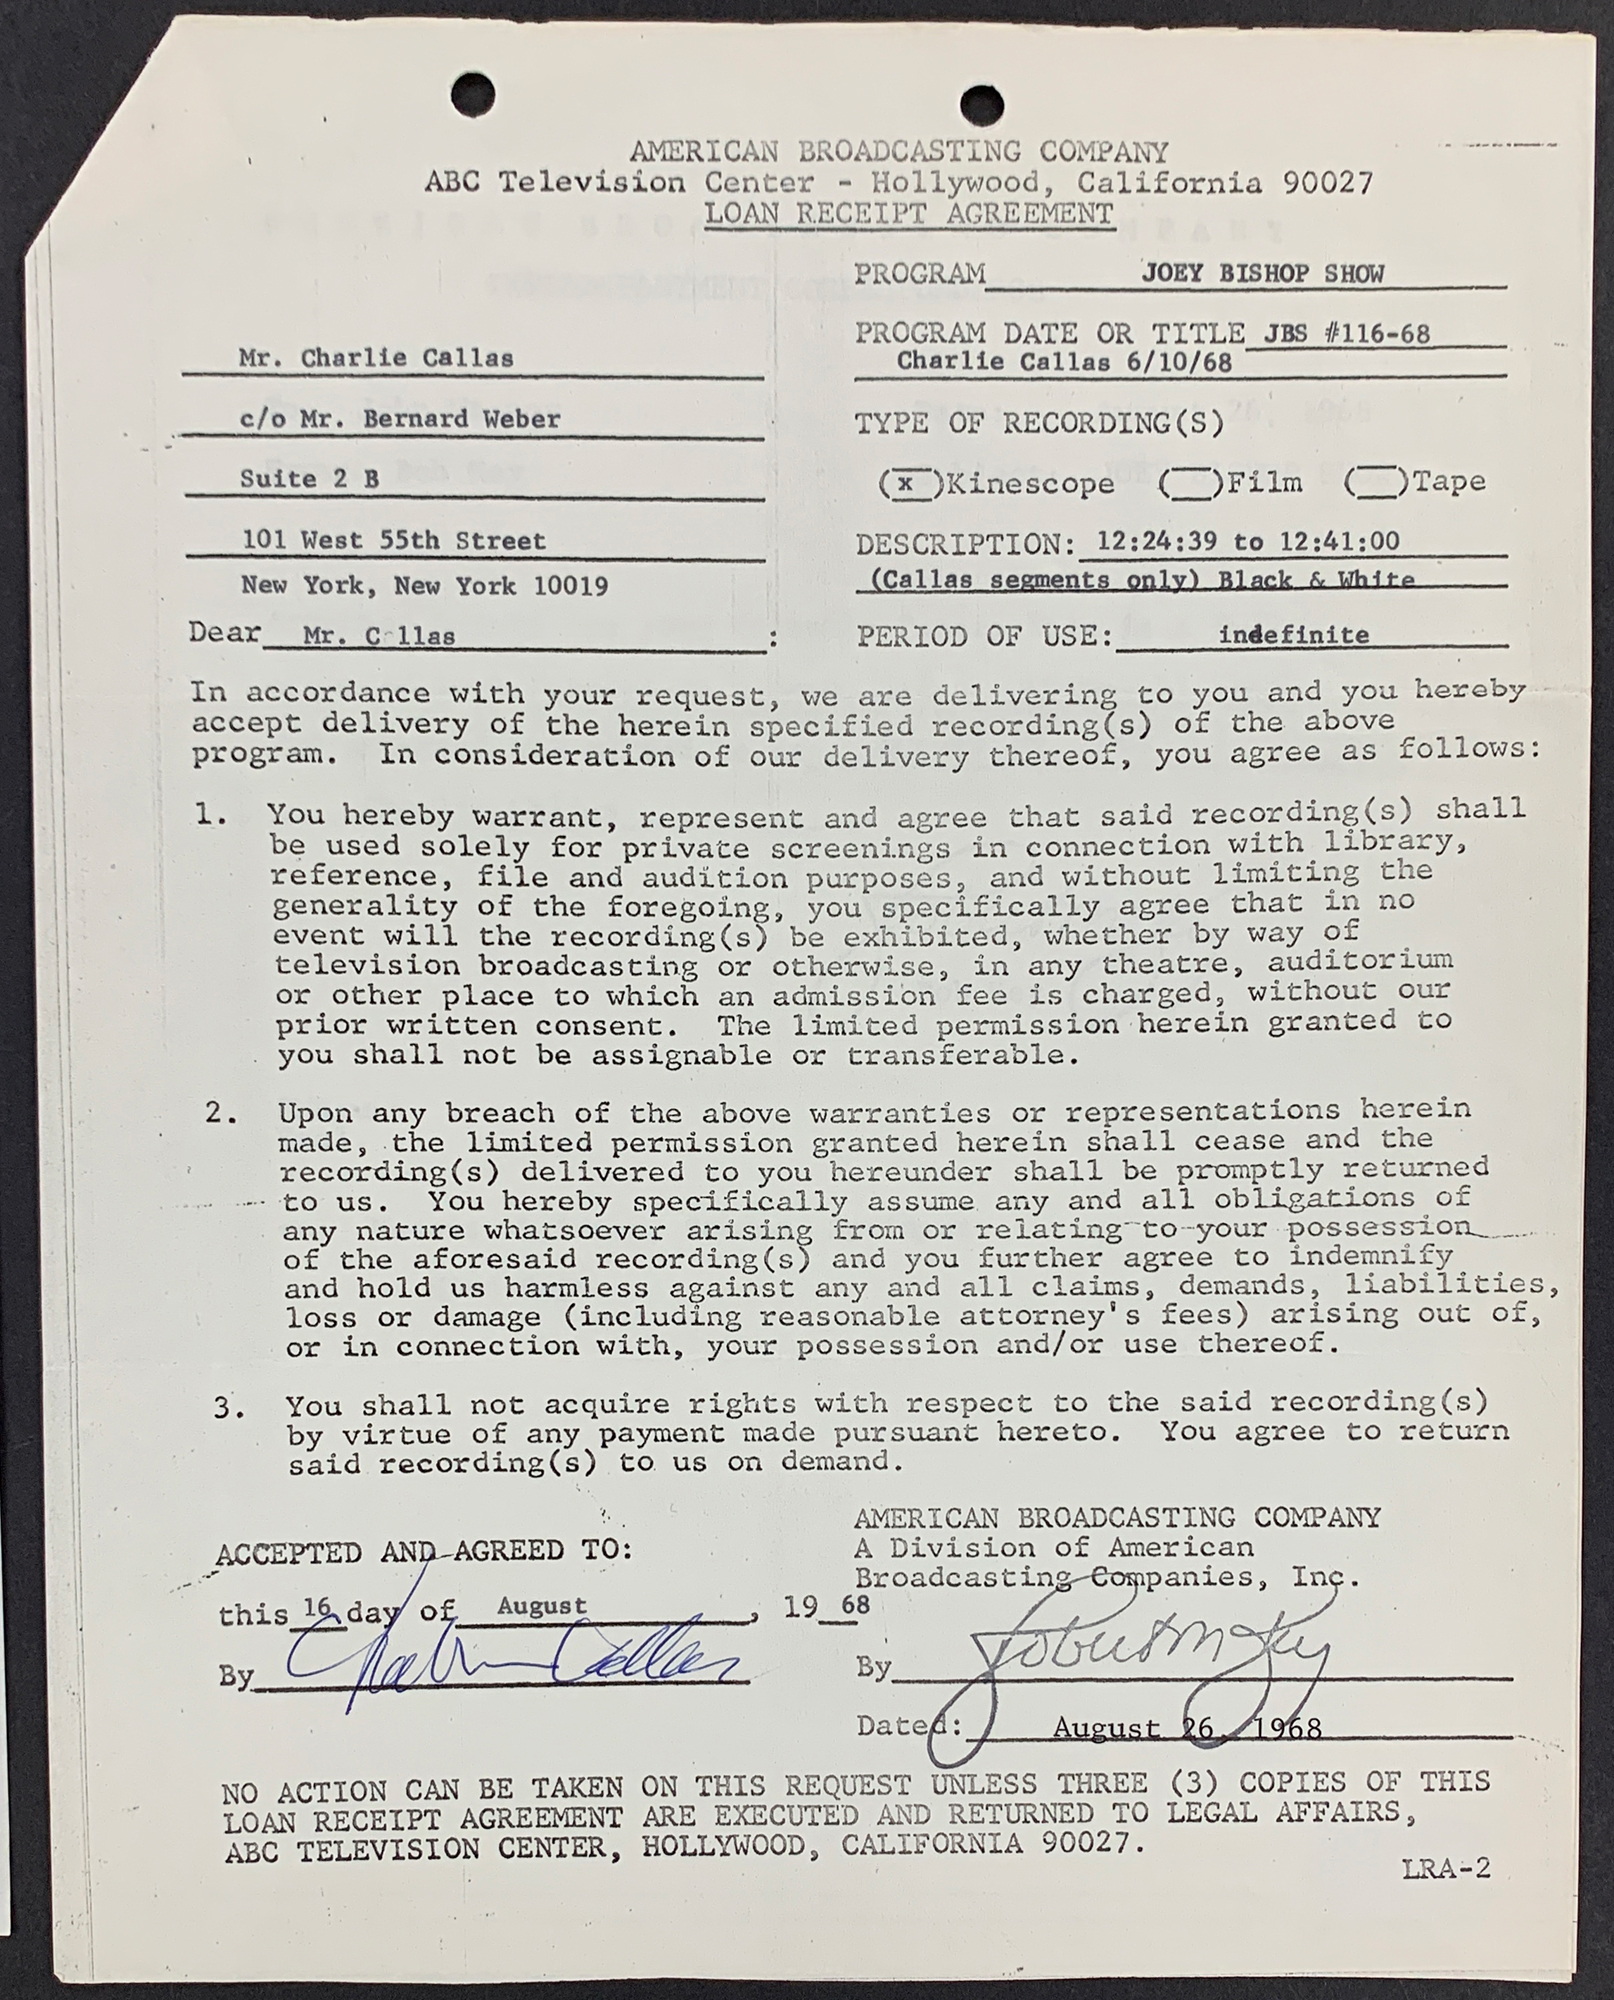 AMERICAN BROADCASTING COMPANY
ABC Television Center - Hollywood, California 90027
LOAN RECEIPT AGREEMENT
PROGRAM JOEY BISHOP SHOW
PROGRAM DATE OR TITLE JBS #116-68
Charlie Callas 6/10/68
Mr. Charlie Callas
c/o Mr. Bernard Weber
Suite 2 B
101 West 55th Street
New York, New York 10019
TYPE OF RECORDING(S)
(x)Kinescope ( )Film ( )Tape
DESCRIPTION: 12:24:39 to 12:41:00
(Callas segments only) Black & White
Dear Mr. C llas :
PERIOD OF USE: indefinite
In accordance with your request, we are delivering to you and you hereby
accept delivery of the herein specified recording(s) of the above
program. In consideration of our delivery thereof, you agree as follows:
1. You hereby warrant, represent and agree that said recording(s) shall
be used solely for private screenings in connection with library,
reference, file and audition purposes, and without limiting the
generality of the foregoing, you specifically agree that in no
event will the recording(s) be exhibited, whether by way of
television broadcasting or otherwise, in any theatre, auditorium
or other place to which an admission fee is charged, without our
prior written consent. The limited permission herein granted to
you shall not be assignable or transferable.
2. Upon any breach of the above warranties or representations herein
made, the limited permission granted herein shall cease and the
recording(s) delivered to you hereunder shall be promptly returned
to us. You hereby specifically assume any and all obligations of
any nature whatsoever arising from or relating to your possession
of the aforesaid recording(s) and you further agree to indemnify
and hold us harmless against any and all claims, demands, liabilities,
loss or damage (including reasonable attorney's fees) arising out of,
or in connection with, your possession and/or use thereof.
3. You shall not acquire rights with respect to the said recording(s)
by virtue of any payment made pursuant hereto. You agree to return
said recording(s) to us on demand.
ACCEPTED AND AGREED TO:
this 16 day of August, 19 68
By Charlie Callas
AMERICAN BROADCASTING COMPANY
A Division of American
Broadcasting Companies, Inc.
By
Dated: August 26, 1968
NO ACTION CAN BE TAKEN ON THIS REQUEST UNLESS THREE (3) COPIES OF THIS
LOAN RECEIPT AGREEMENT ARE EXECUTED AND RETURNED TO LEGAL AFFAIRS,
ABC TELEVISION CENTER, HOLLYWOOD, CALIFORNIA 90027.
LRA-2